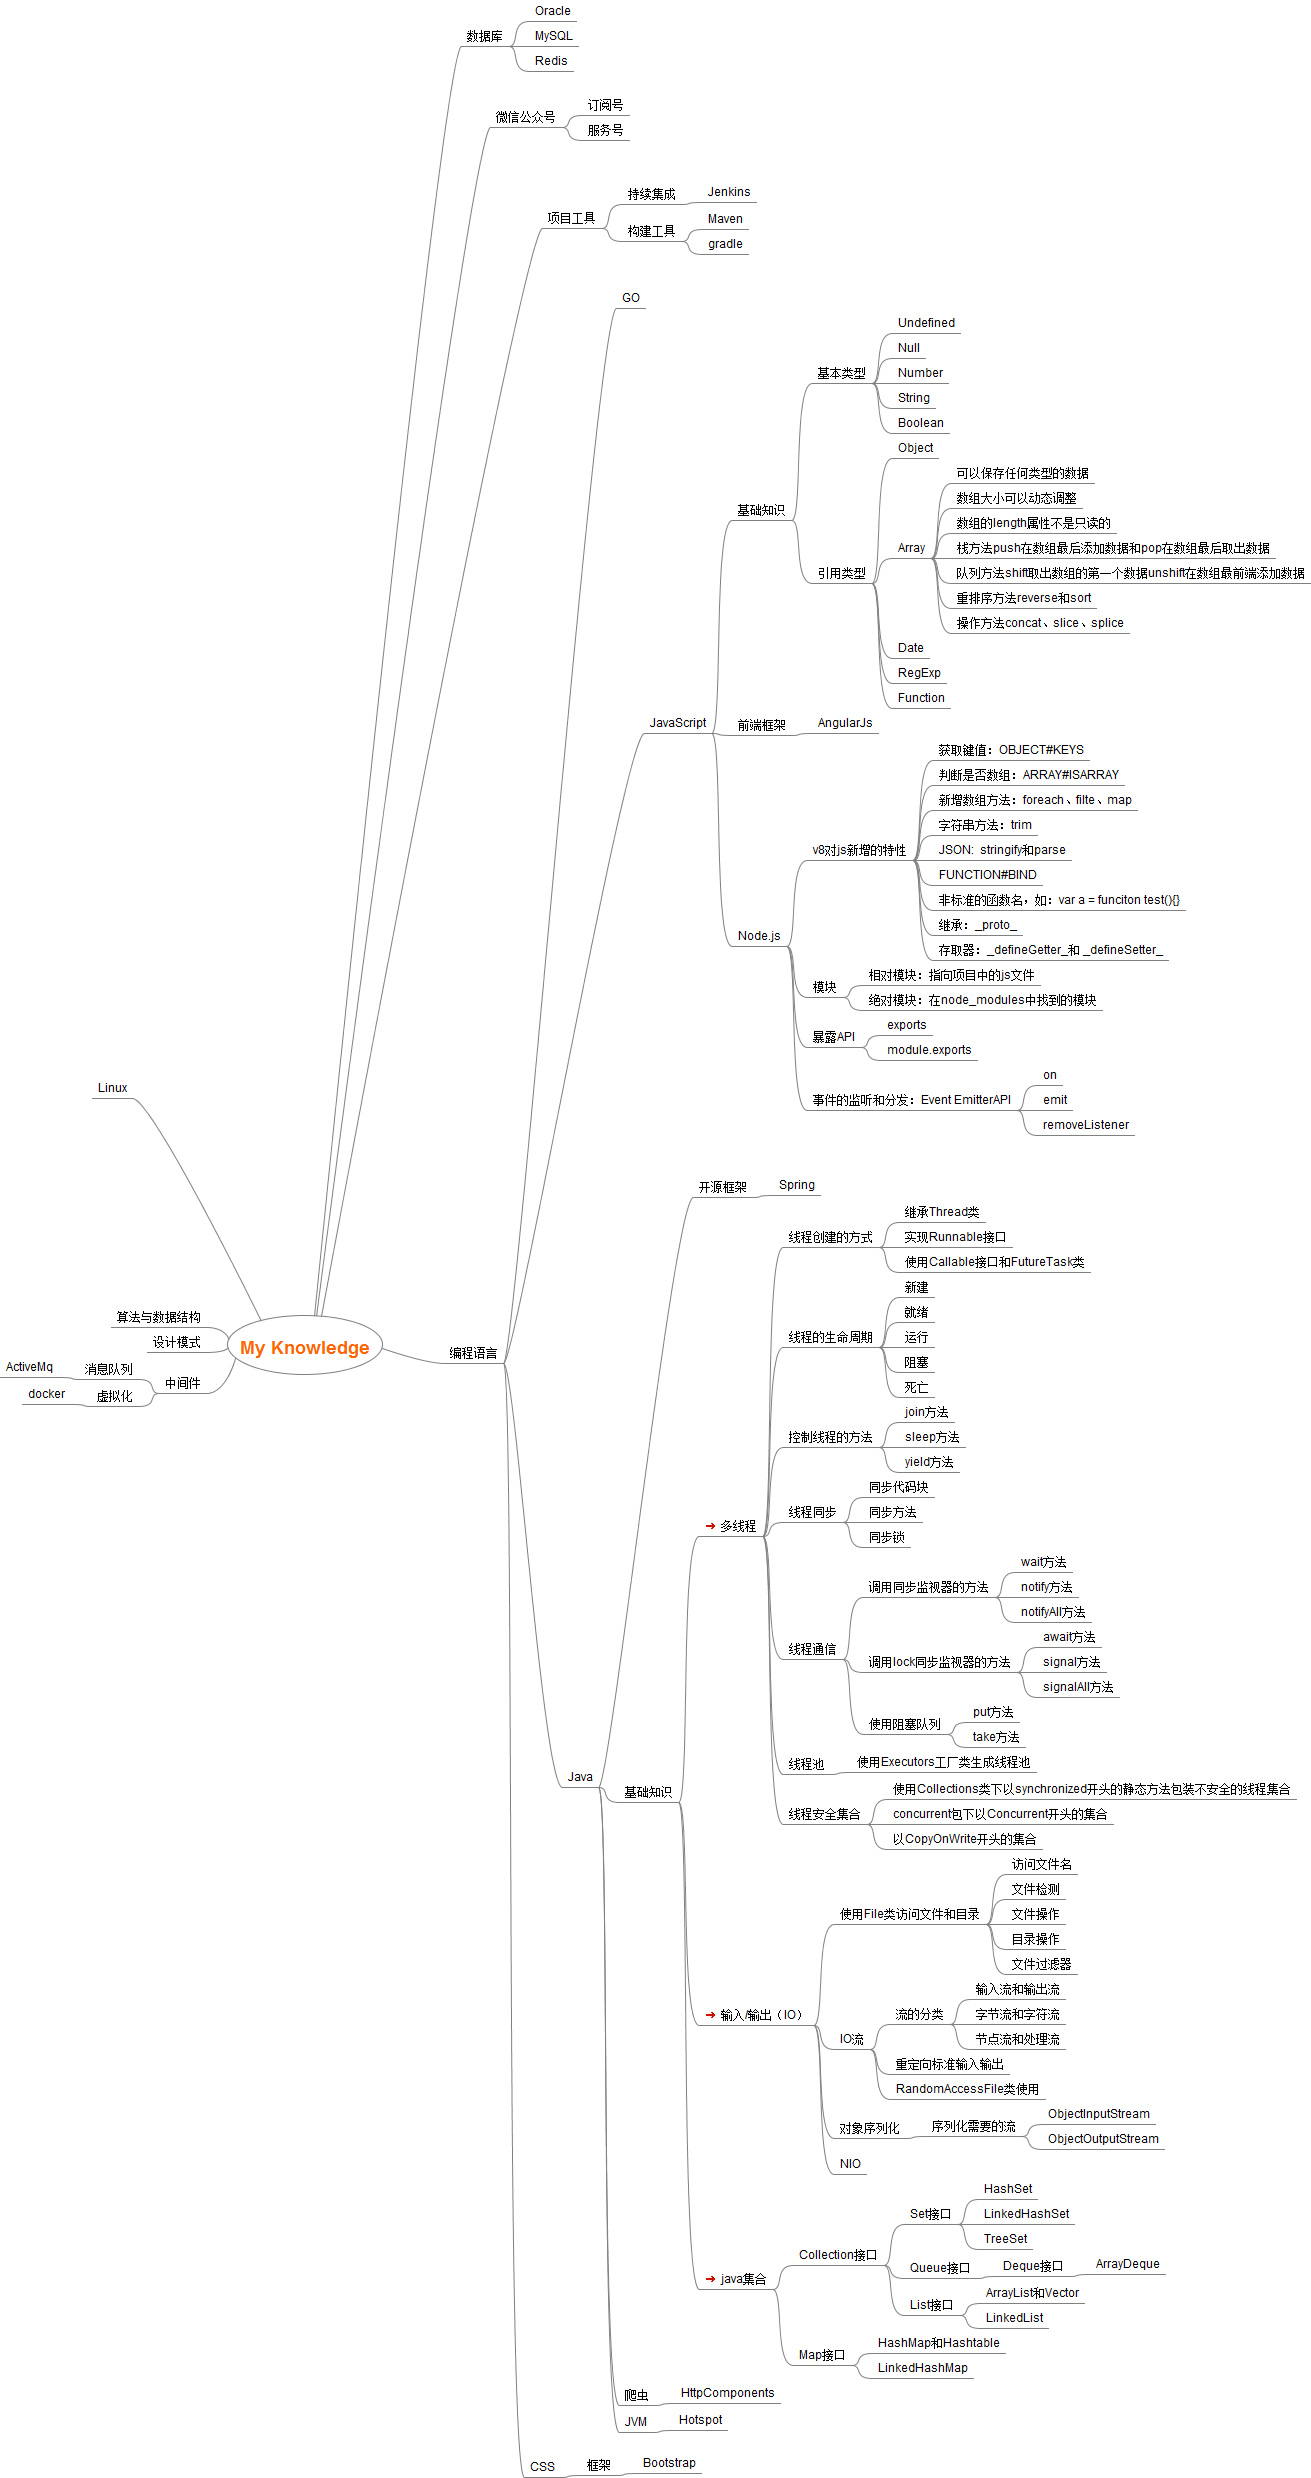 Oracle
数据库
MySQL
Redis
订阅号
微信公众号
服务号
持续集成
Jenkins
项目工具
Maven
构建工具
gradle
GO
Undefined
Null
基本类型
Number
String
Boolean
Object
可以保存任何类型的数据
数组大小可以动态调整
基础知识
数组的length属性不是只读的
Array
栈方法push在数组最后添加数据和pop在数组最后取出数据
引用类型
队列方法shift取出数组的第一个数据unshift在数组最前端添加数据
重排序方法reverse和sort
操作方法concat、slice、splice
Date
RegExp
Function
JavaScript
前端框架
AngularJs
获取键值：OBJECT#KEYS
判断是否数组：ARRAY#ISARRAY
新增数组方法：foreach、filte、map
字符串方法：trim
v8对js新增的特性
JSON: stringify和parse
FUNCTION#BIND
非标准的函数名，如：var a = funciton test(){}
继承：_proto_
Node.js
存取器：_defineGetter_和 _defineSetter_
相对模块：指向项目中的js文件
模块
绝对模块：在node_modules中找到的模块
exports
暴露API
module.exports
on
事件的监听和分发：Event EmitterAPI
emit
removeListener
Linux
算法与数据结构
设计模式
ActiveMq
消息队列
中间件
docker
虚拟化
My Knowledge
编程语言
开源框架
Spring
继承Thread类
线程创建的方式
实现Runnable接口
使用Callable接口和FutureTask类
新建
就绪
线程的生命周期
运行
阻塞
死亡
join方法
控制线程的方法
sleep方法
yield方法
同步代码块
线程同步
同步方法
同步锁
多线程
wait方法
调用同步监视器的方法
notify方法
notifyAll方法
线程通信
await方法
调用lock同步监视器的方法
signal方法
signalAll方法
put方法
使用阻塞队列
take方法
线程池
使用Executors工厂类生成线程池
Java
基础知识
使用Collections类下以synchronized开头的静态方法包装不安全的线程集合
线程安全集合
concurrent包下以Concurrent开头的集合
以CopyOnWrite开头的集合
访问文件名
文件检测
使用File类访问文件和目录
文件操作
目录操作
文件过滤器
输入流和输出流
输入/输出（IO）
流的分类
字节流和字符流
节点流和处理流
IO流
重定向标准输入输出
RandomAccessFile类使用
ObjectInputStream
对象序列化
序列化需要的流
ObjectOutputStream
NIO
HashSet
Set接口
LinkedHashSet
TreeSet
Collection接口
Queue接口
Deque接口
ArrayDeque
java集合
ArrayList和Vector
List接口
LinkedList
HashMap和Hashtable
Map接口
LinkedHashMap
爬虫
HttpComponents
JVM
Hotspot
CSS
框架
Bootstrap